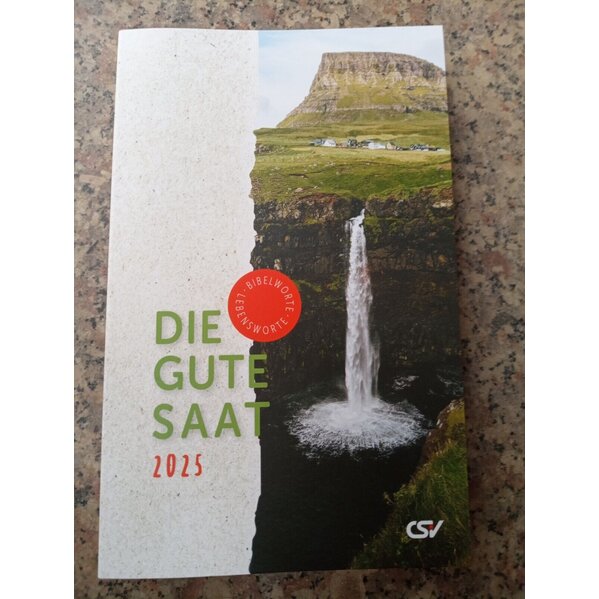 · BIBELWORTE ·
LEBENSWORTE
DIE
GUTE
SAAT
2025
CSV